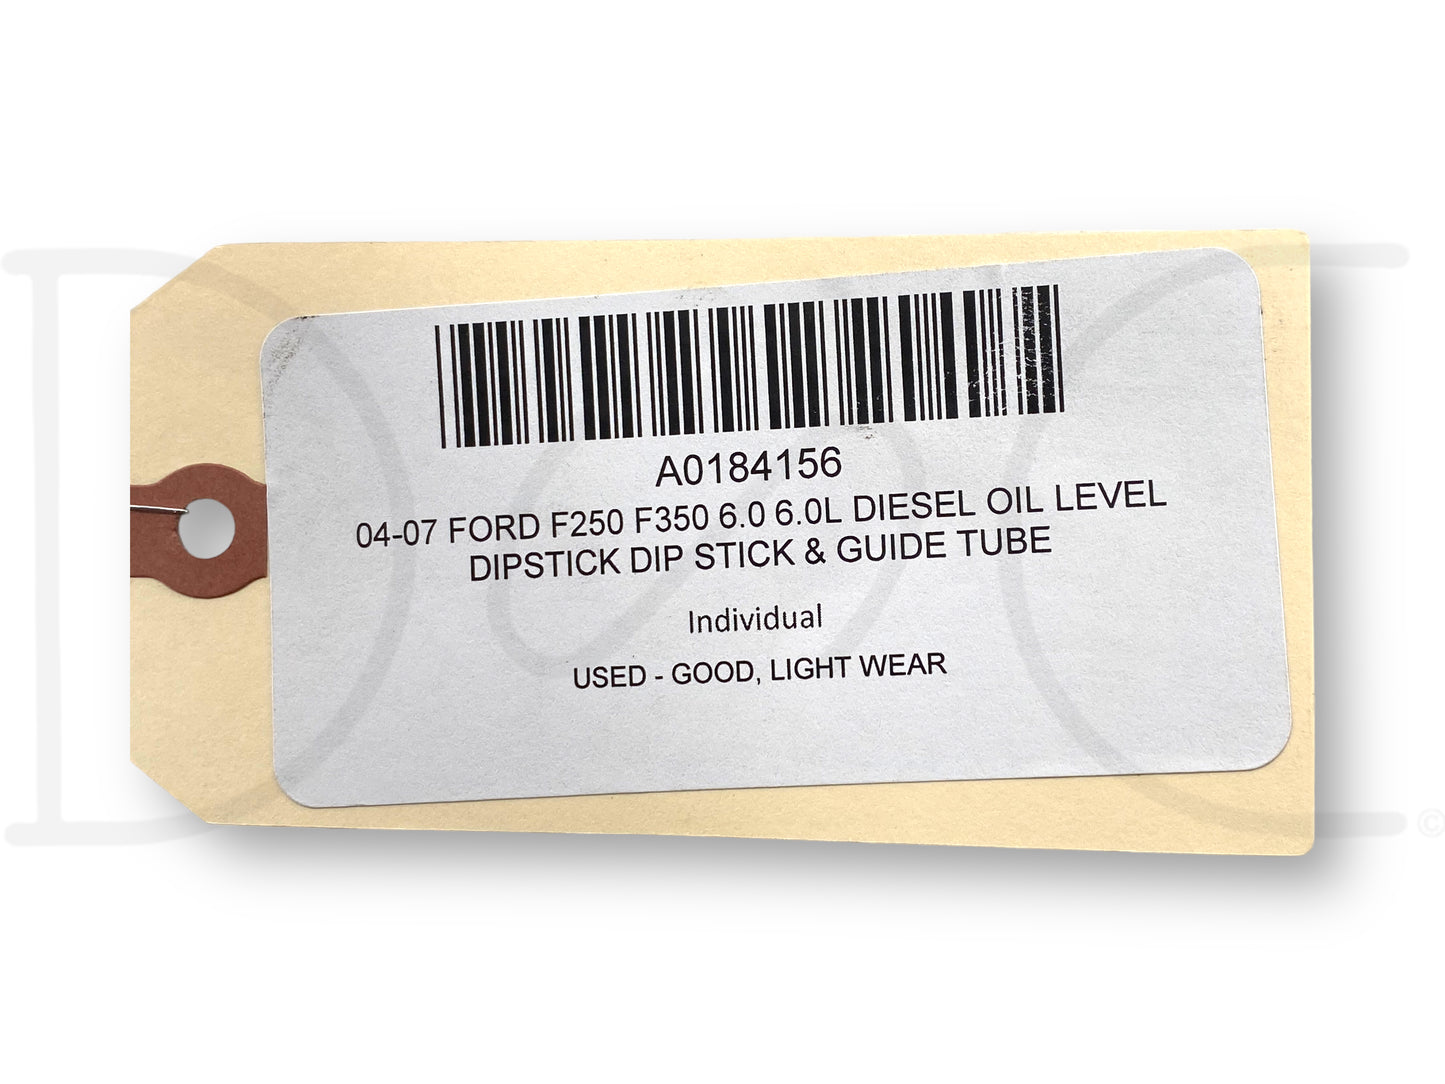 A0184156
04-07 FORD F250 F350 6.0 6.0L DIESEL OIL LEVEL
DIPSTICK DIP STICK & GUIDE TUBE
Individual
USED - GOOD, LIGHT WEAR
©